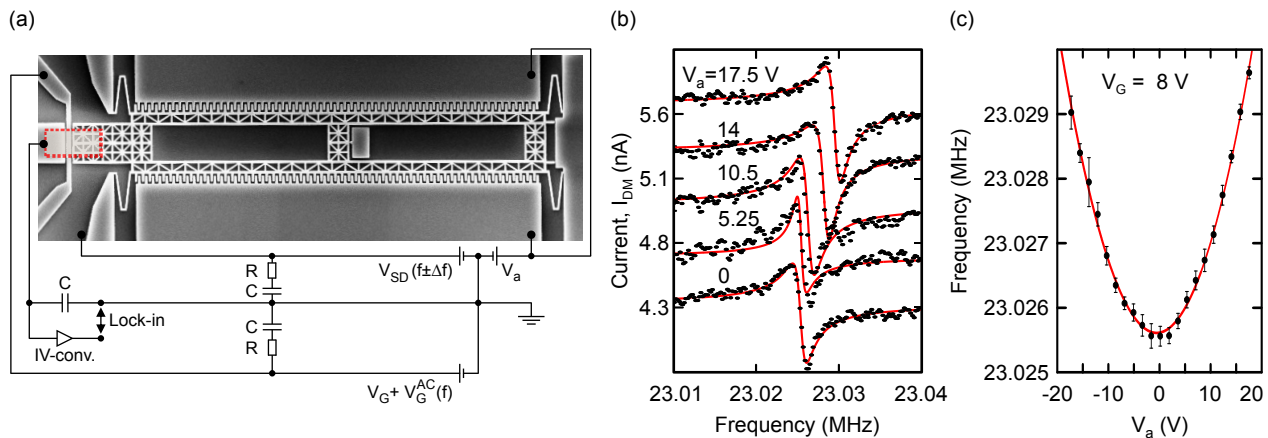 (a)
R
C
V_SD(f±Δf)
V_a
C
Lock-in
IV-conv.
C
R
V_G+ V_G^AC(f)
(b)
V_a=17.5 V
14
10.5
5.25
0
5.6
5.1
4.8
4.3
Current, I_DM (nA)
23.01 23.02 23.03 23.04
Frequency (MHz)
(c)
V_G = 8 V
23.029
23.028
23.027
23.026
23.025
Frequency (MHz)
-20 -10 0 10 20
V_a (V)